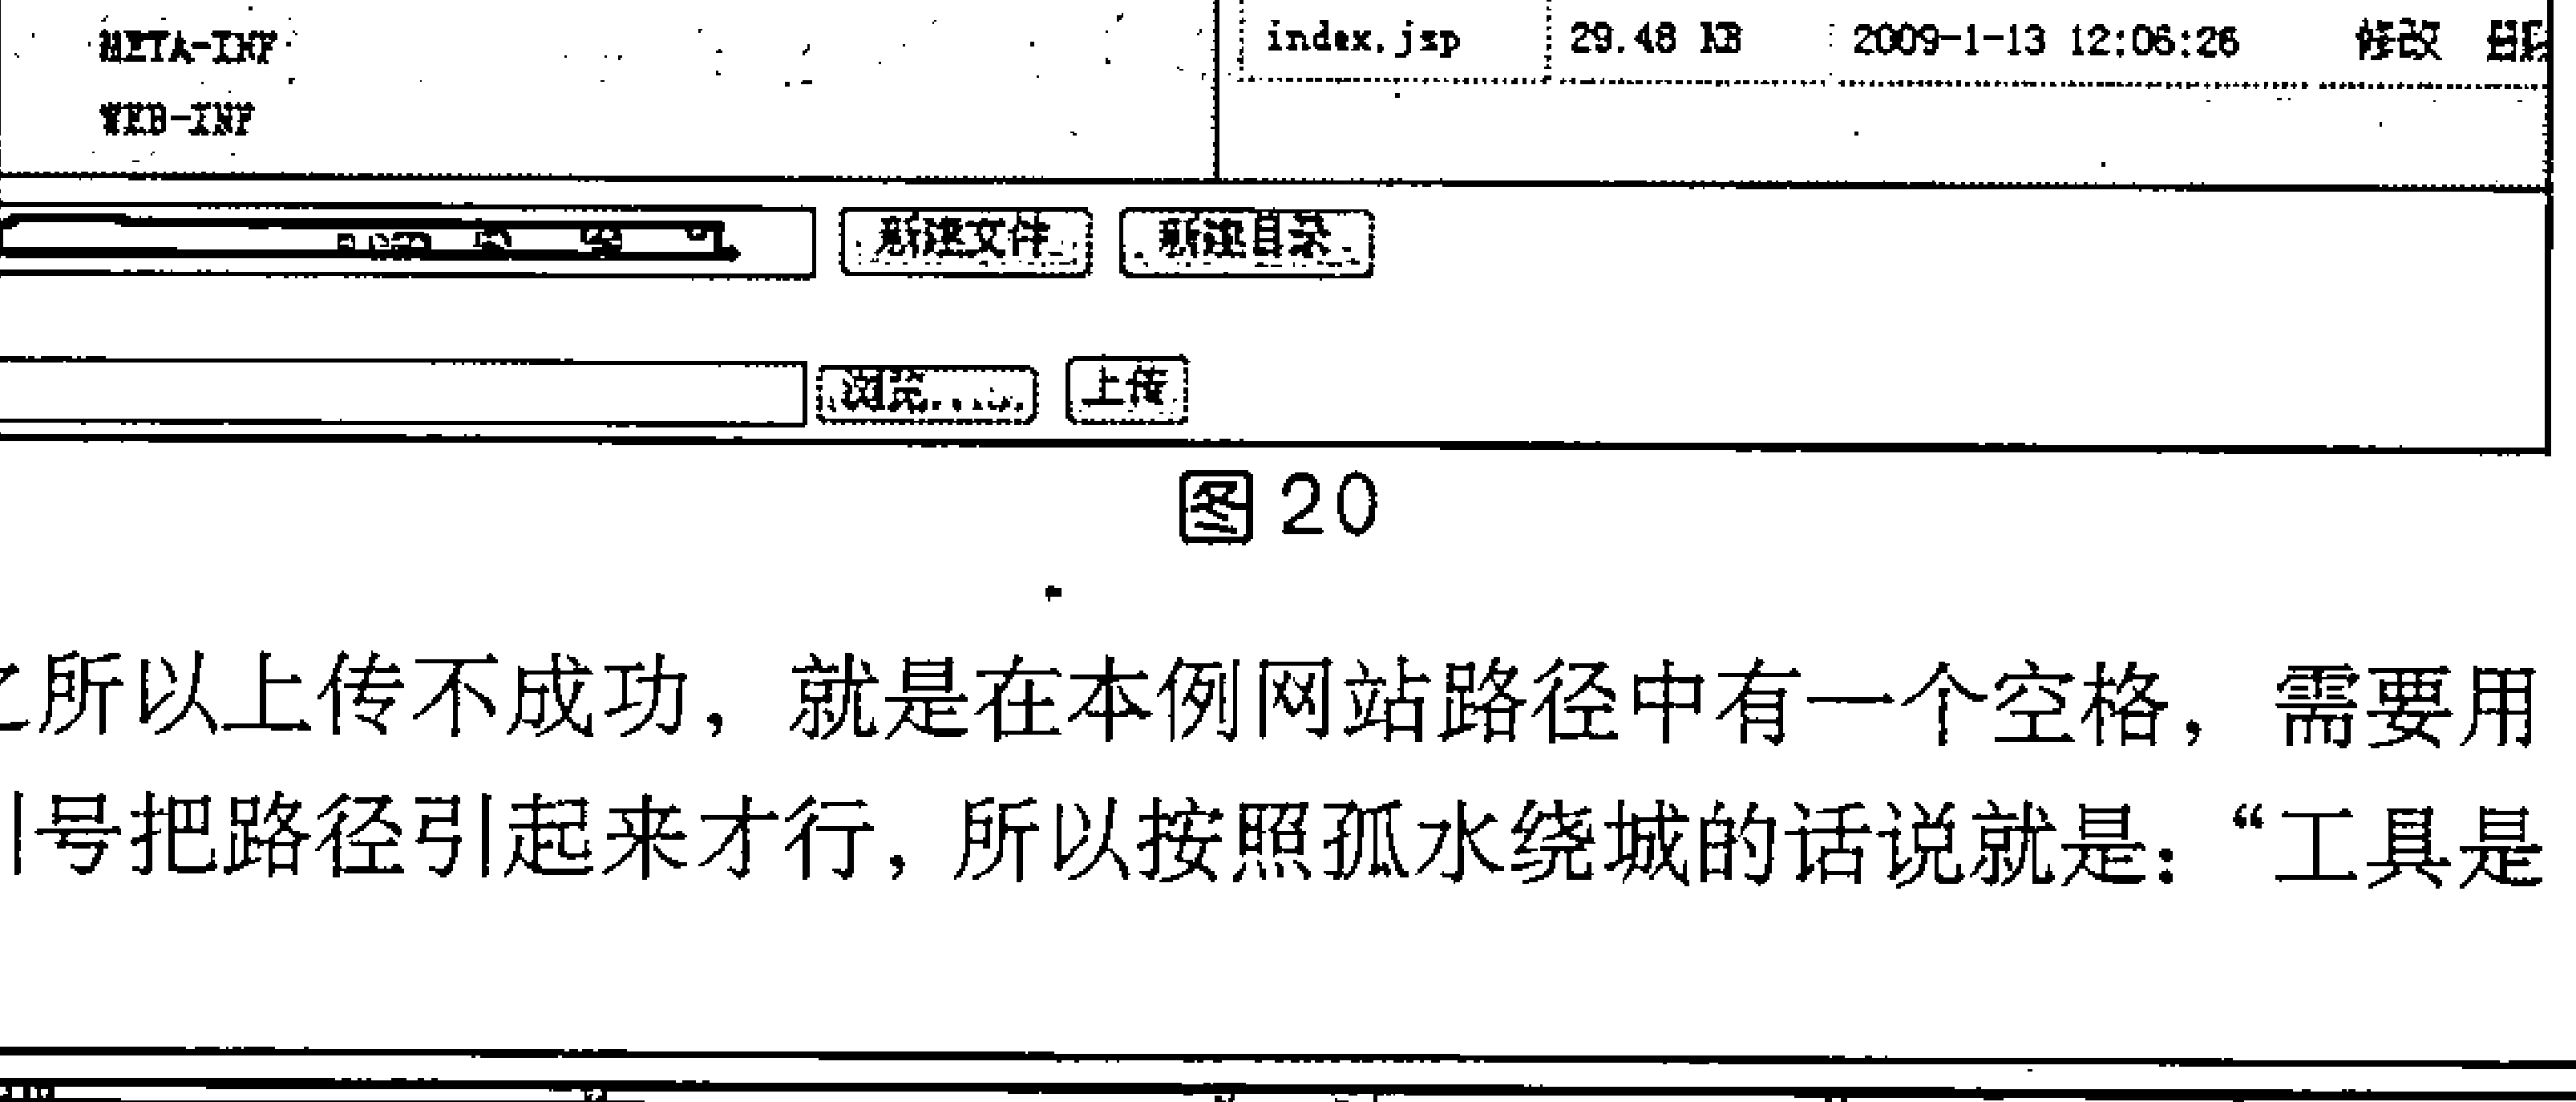 META-INF
index.jsp 29.48 KB 2009-1-13 12:06:26 修改
WEB-INF
新建文件 新建目录
浏览... 上传
图20
之所以上传不成功，就是在本例网站路径中有一个空格，需要用
引号把路径引起来才行，所以按照孤水绕城的话说就是：“工具是